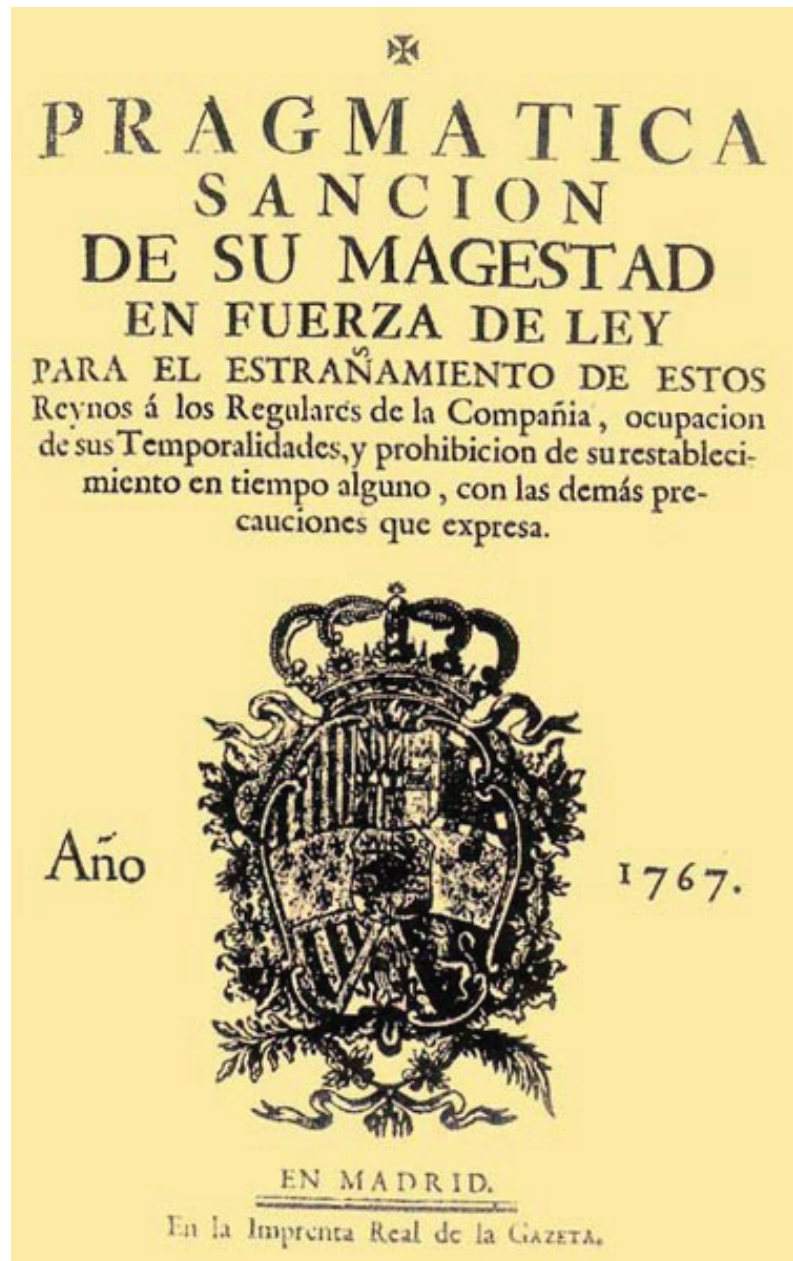 PRAGMATICA
SANCION
DE SU MAGESTAD
EN FUERZA DE LEY
PARA EL ESTRAÑAMIENTO DE ESTOS
Reynos á los Regulares de la Compañia, ocupacion
de sus Temporalidades, y prohibicion de su restableci-
miento en tiempo alguno, con las demás pre-
cauciones que expresa.
Año 1767.
EN MADRID.
En la Imprenta Real de la GAZETA.